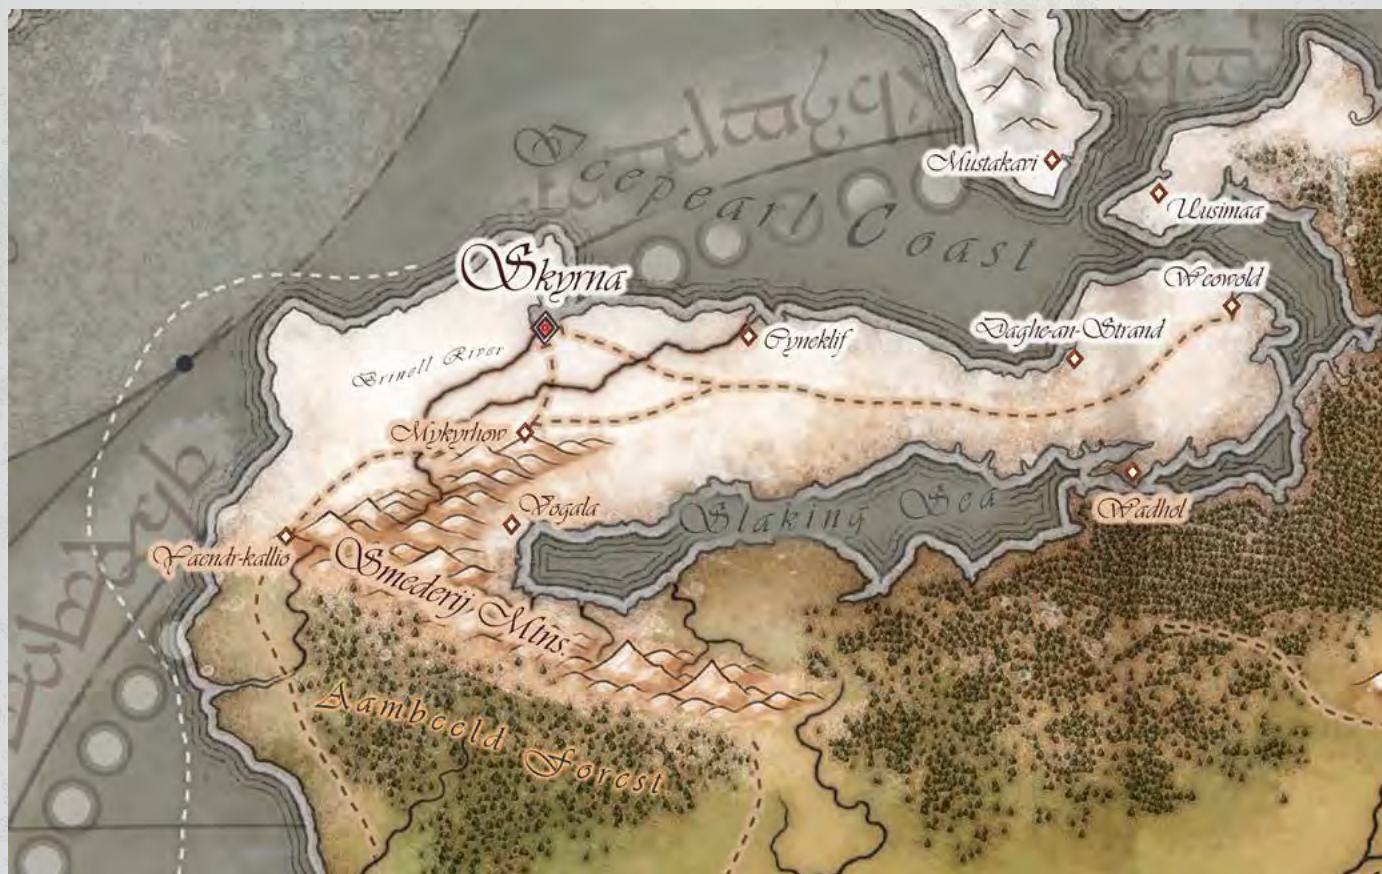 Icepearl Coast
Mustakavi
Uusimaa
Skyrna
Weowold
Daghe-an-Strand
Cyneklif
Brinell River
Mykyrhow
Vogala
Slaking Sea
Wadhol
Yaendr-kallio
Smederij Mtns.
Aambeeld Forest